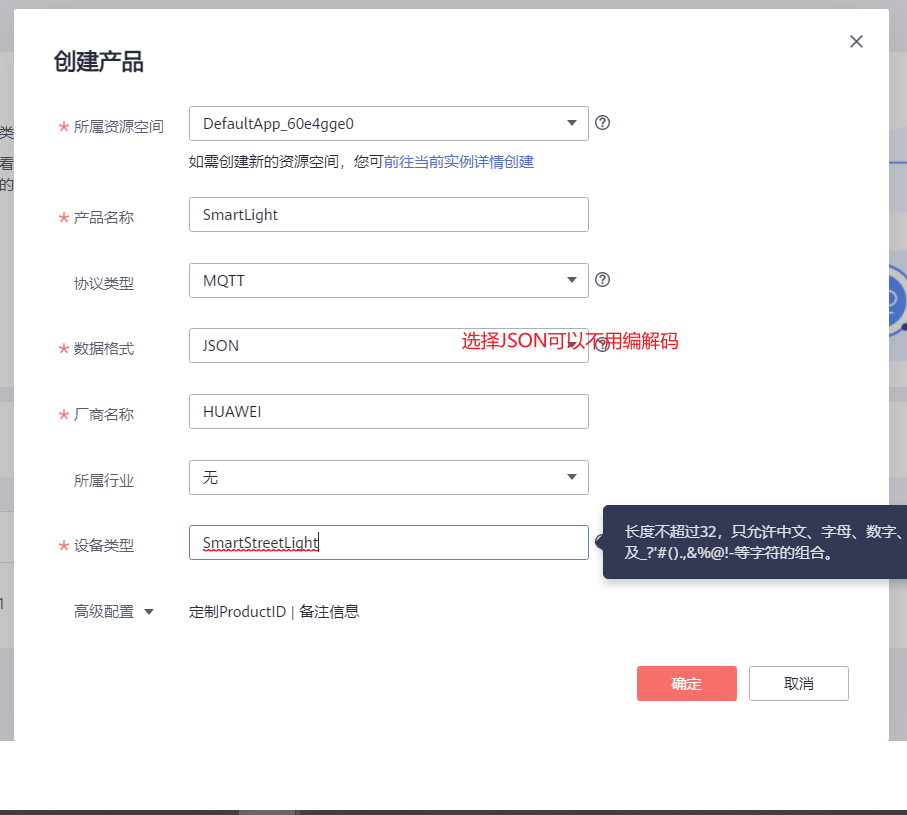 创建产品
类
看
的
* 所属资源空间
DefaultApp_60e4gge0
如需创建新的资源空间，您可前往当前实例详情创建
* 产品名称
SmartLight
协议类型
MQTT
* 数据格式
JSON
选择JSON可以不用编解码
* 厂商名称
HUAWEI
所属行业
无
* 设备类型
SmartStreetLight
长度不超过32，只允许中文、字母、数字、
及_?'#().,&%@!-等字符的组合。
高级配置
定制ProductID | 备注信息
确定
取消